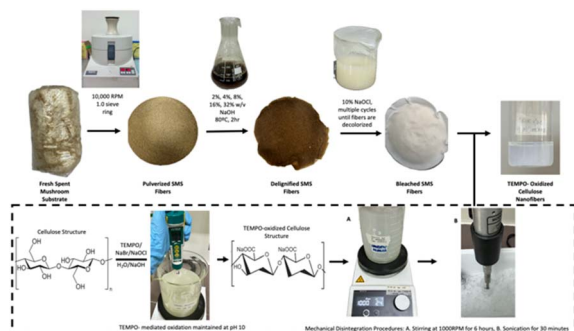 10,000 RPM
1.0 sieve
ring
2%, 4%, 8%,
16%, 32% w/v
NaOH
80ºC, 2hr
10% NaOCl,
multiple cycles
until fibers are
decolorized
Fresh Spent
Mushroom
Substrate
Pulverized SMS
Fibers
Delignified SMS
Fibers
Bleached SMS
Fibers
TEMPO- Oxidized
Cellulose
Nanofibers
Cellulose Structure
TEMPO/
NaBr/NaOCl
H₂O/NaOH
TEMPO-oxidized Cellulose
Structure
NaOOC
NaOOC
A
B
TEMPO- mediated oxidation maintained at pH 10
Mechanical Disintegration Procedures: A. Stirring at 1000RPM for 6 hours, B. Sonication for 30 minutes